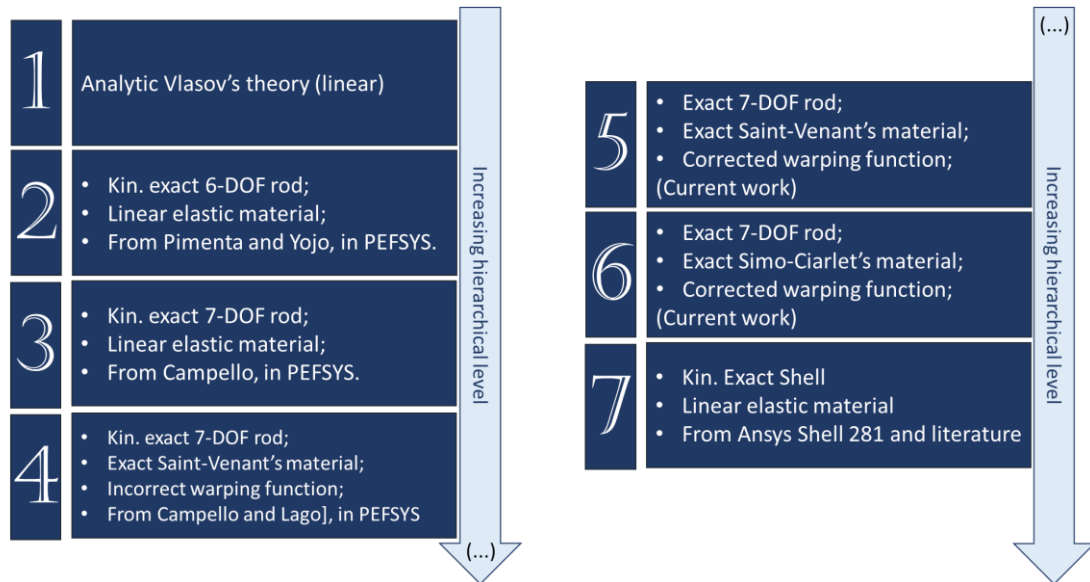 1
Analytic Vlasov's theory (linear)
2
• Kin. exact 6-DOF rod;
• Linear elastic material;
• From Pimenta and Yojo, in PEFSYS.
3
• Kin. exact 7-DOF rod;
• Linear elastic material;
• From Campello, in PEFSYS.
4
• Kin. exact 7-DOF rod;
• Exact Saint-Venant's material;
• Incorrect warping function;
• From Campello and Lago], in PEFSYS
Increasing hierarchical level
(...)
(...)
5
• Exact 7-DOF rod;
• Exact Saint-Venant's material;
• Corrected warping function;
(Current work)
6
• Exact 7-DOF rod;
• Exact Simo-Ciarlet's material;
• Corrected warping function;
(Current work)
7
• Kin. Exact Shell
• Linear elastic material
• From Ansys Shell 281 and literature
Increasing hierarchical level